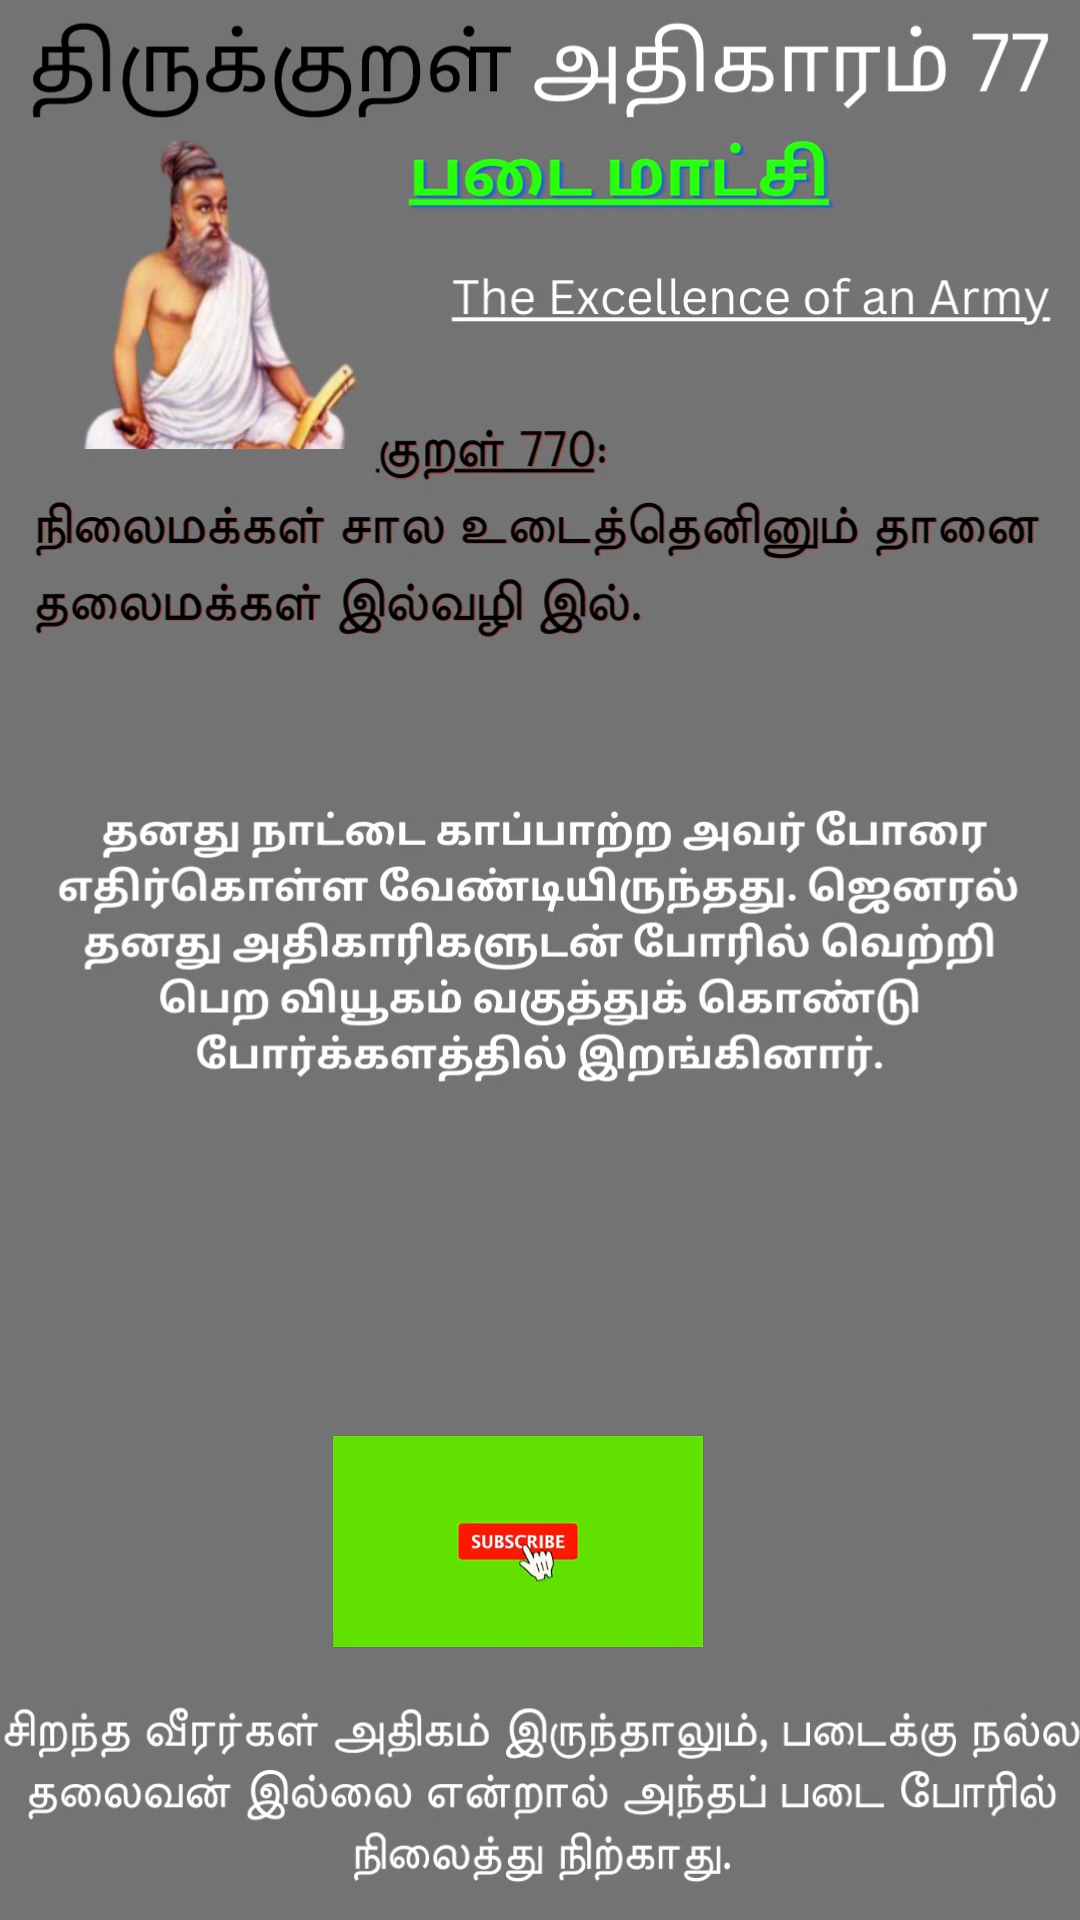 திருக்குறள் அதிகாரம் 77
படை மாட்சி
The Excellence of an Army
குறள் 770:
நிலைமக்கள் சால உடைத்தெனினும் தானை
தலைமக்கள் இல்வழி இல்.
தனது நாட்டை காப்பாற்ற அவர் போரை
எதிர்கொள்ள வேண்டியிருந்தது. ஜெனரல்
தனது அதிகாரிகளுடன் போரில் வெற்றி
பெற வியூகம் வகுத்துக் கொண்டு
போர்க்களத்தில் இறங்கினார்.
SUBSCRIBE
சிறந்த வீரர்கள் அதிகம் இருந்தாலும், படைக்கு நல்ல
தலைவன் இல்லை என்றால் அந்தப் படை போரில்
நிலைத்து நிற்காது.